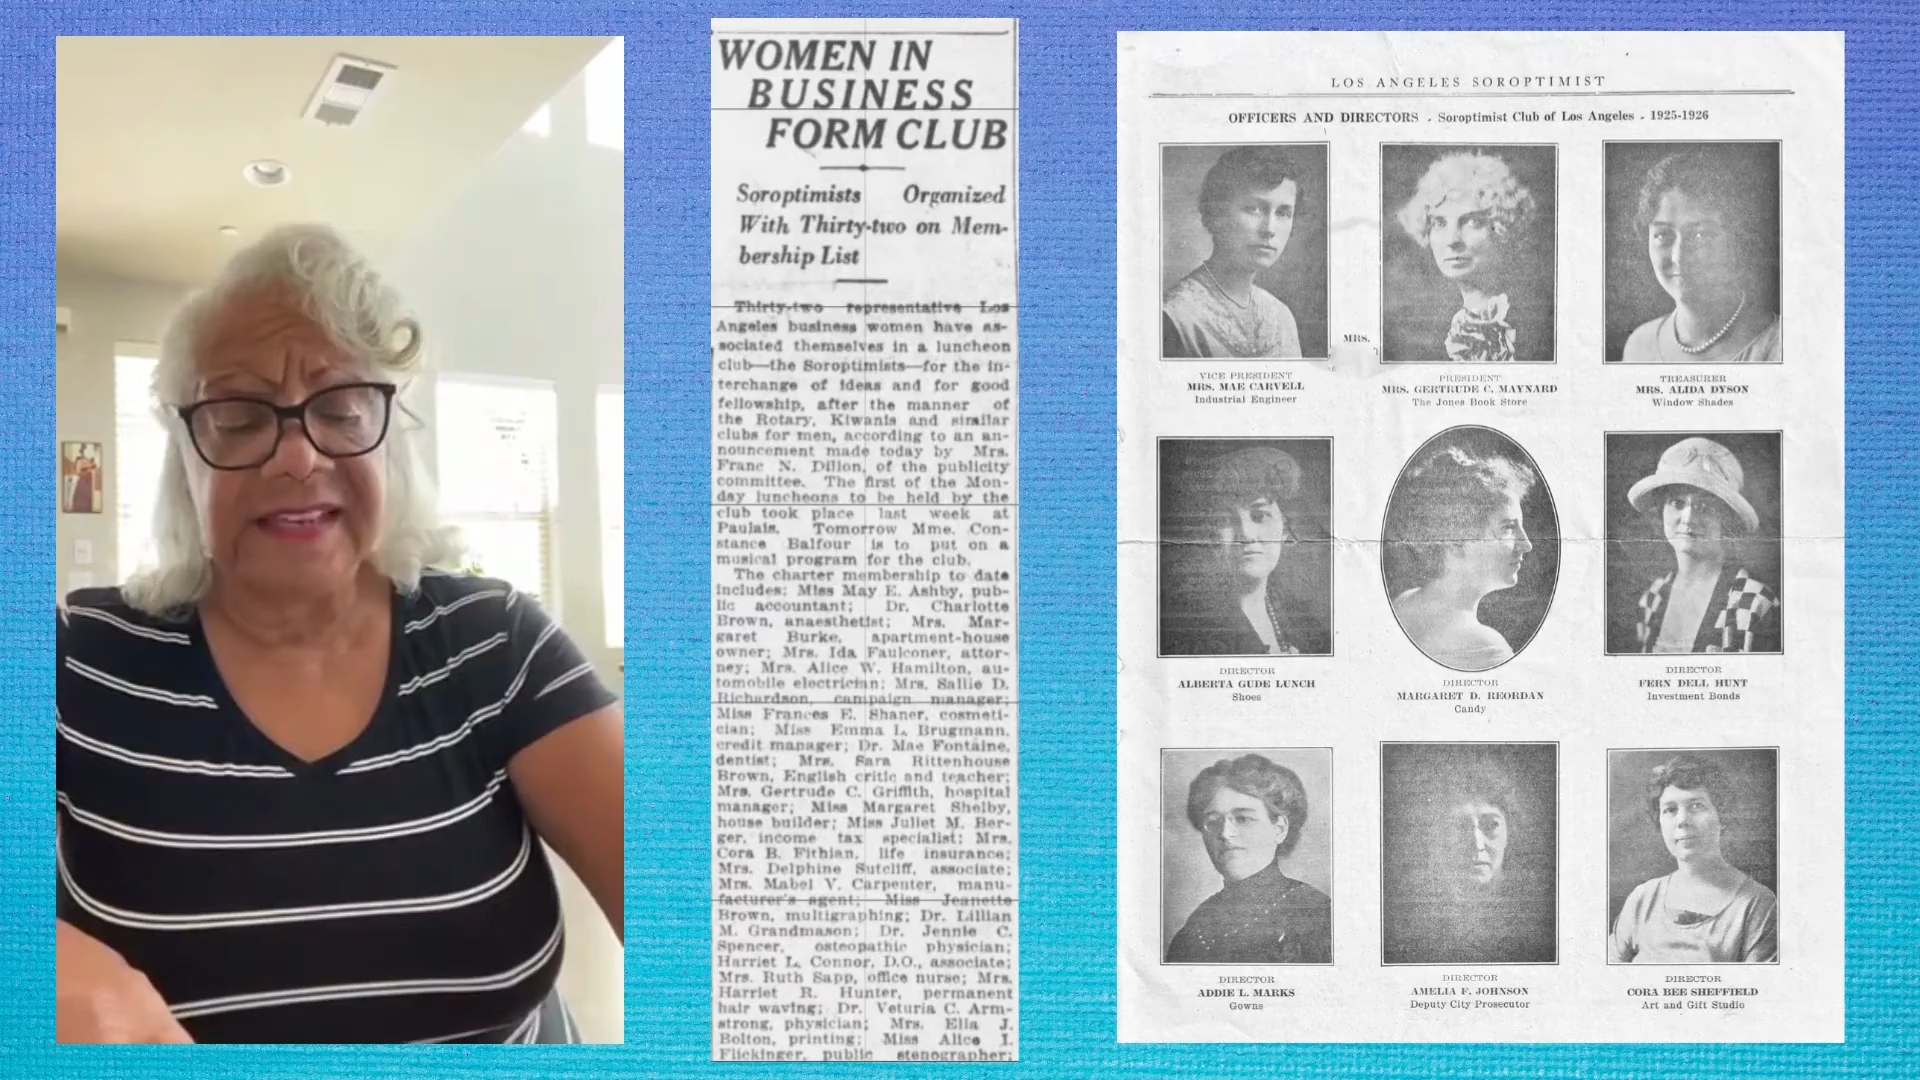 WOMEN IN
BUSINESS
FORM CLUB
Soroptimists Organized
With Thirty-two on Mem-
bership List
Thirty-two representative Los
Angeles business women have as-
sociated themselves in a luncheon
club—the Soroptimists—for the in-
terchange of ideas and for good
fellowship, after the manner of
the Rotary, Kiwanis and similar
clubs for men, according to an an-
nouncement made today by Mrs.
Franc N. Dillon, of the publicity
committee. The first of the Mon-
day luncheons to be held by the
club took place last week at
Paulais. Tomorrow Mme. Con-
stance Balfour is to put on a
musical program for the club.
The charter membership to date
includes; Miss May E. Ashby, pub-
lic accountant; Dr. Charlotte
Brown, anaesthetist; Mrs. Mar-
garet Burke, apartment-house
owner; Mrs. Ida Faulconer, attor-
ney; Mrs. Alice W. Hamilton, au-
tomobile electrician; Mrs. Sallie D.
Richardson, campaign manager;
Miss Frances E. Shaner, cosmeti-
cian; Miss Emma L. Brugmann,
credit manager; Dr. Mae Fontaine,
dentist; Mrs. Sara Rittenhouse
Brown, English critic and teacher;
Mrs. Gertrude C. Griffith, hospital
manager; Miss Margaret Shelby,
house builder; Miss Juliet M. Ber-
ger, income tax specialist; Mrs.
Cora B. Fithian, life insurance;
Mrs. Delphine Sutcliff, associate;
Mrs. Mabel V. Carpenter, manu-
facturer's agent; Miss Jeanette
Brown, multigraphing; Dr. Lillian
M. Grandmason; Dr. Jennie C.
Spencer, osteopathic physician;
Harriet L. Connor, D.O., associate;
Mrs. Ruth Sapp, office nurse; Mrs.
Harriet R. Hunter, permanent
hair waving; Dr. Veturia C. Arm-
strong, physician; Mrs. Ella J.
Bolton, printing; Miss Alice I.
Flickinger, public stenographer;
LOS ANGELES SOROPTIMIST
OFFICERS AND DIRECTORS - Soroptimist Club of Los Angeles - 1925-1926
MRS.
VICE PRESIDENT
MRS. MAE CARVELL
Industrial Engineer
PRESIDENT
MRS. GERTRUDE C. MAYNARD
The Jones Book Store
TREASURER
MRS. ALIDA DYSON
Window Shades
DIRECTOR
ALBERTA GUDE LUNCH
Shoes
DIRECTOR
MARGARET D. REORDAN
Candy
DIRECTOR
FERN DELL HUNT
Investment Bonds
DIRECTOR
ADDIE L. MARKS
Gowns
DIRECTOR
AMELIA F. JOHNSON
Deputy City Prosecutor
DIRECTOR
CORA BEE SHEFFIELD
Art and Gift Studio